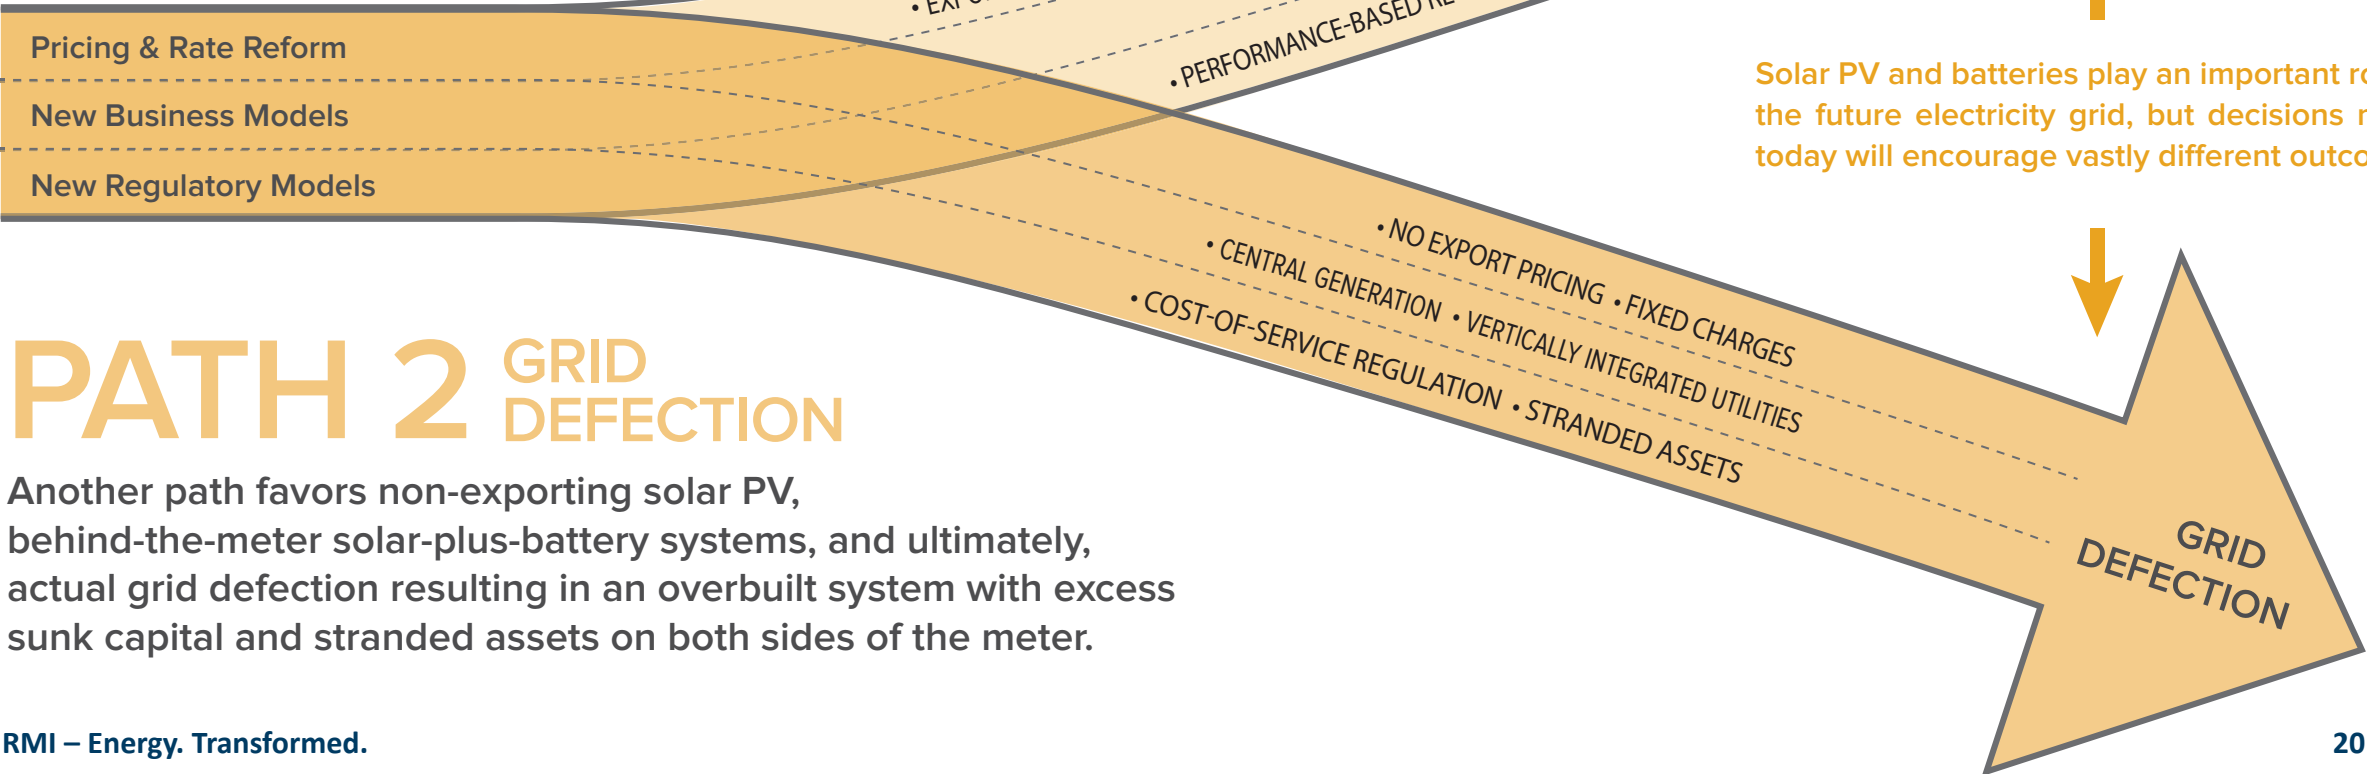 Pricing & Rate Reform
New Business Models
New Regulatory Models
• PERFORMANCE-BASED
Solar PV and batteries play an important
the future electricity grid, but decisions
today will encourage vastly different
• NO EXPORT PRICING • FIXED CHARGES
• CENTRAL GENERATION • VERTICALLY INTEGRATED UTILITIES
• COST-OF-SERVICE REGULATION • STRANDED ASSETS
PATH 2 GRID
DEFECTION
Another path favors non-exporting solar PV,
behind-the-meter solar-plus-battery systems, and ultimately,
actual grid defection resulting in an overbuilt system with excess
sunk capital and stranded assets on both sides of the meter.
GRID
DEFECTION
RMI – Energy. Transformed.
20